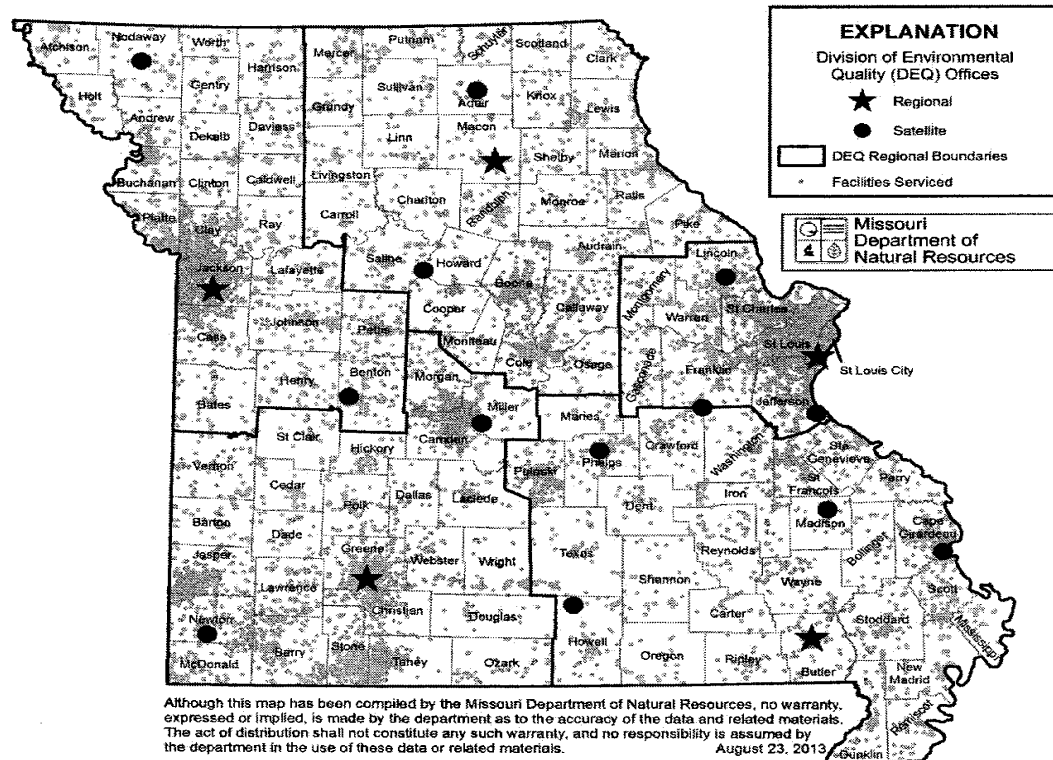 EXPLANATION
Division of Environmental
Quality (DEQ) Offices
Regional
Satellite
DEQ Regional Boundaries
Facilities Serviced
Missouri
Department of
Natural Resources
Atchison
Nodaway
Worth
Harrison
Mercer
Putnam
Schuyler
Scotland
Clark
Holt
Gentry
Sullivan
Adair
Knox
Lewis
Andrew
Dekalb
Daviess
Grundy
Linn
Macon
Shelby
Marion
Buchanan
Clinton
Caldwell
Livingston
Chariton
Randolph
Monroe
Ralls
Platte
Clay
Ray
Carroll
Audrain
Pike
Jackson
Lafayette
Saline
Howard
Boone
Callaway
Montgomery
Lincoln
Warren
St Charles
Cass
Johnson
Pettis
Cooper
Moniteau
Cole
Osage
Gasconade
Franklin
St Louis
St Louis City
Jefferson
Bates
Henry
Benton
Morgan
Miller
Camden
Maries
Phelps
Crawford
Washington
Ste
Genevieve
St
Francois
Perry
Vernon
St Clair
Hickory
Cedar
Polk
Dallas
Laclede
Pulaski
Dent
Iron
Madison
Cape
Girardeau
Barton
Dade
Jasper
Greene
Webster
Wright
Texas
Reynolds
Bollinger
Wayne
Scott
Lawrence
Christian
Douglas
Shannon
Carter
Stoddard
Mississippi
Newton
McDonald
Barry
Stone
Taney
Ozark
Howell
Oregon
Ripley
Butler
New
Madrid
Pemiscot
Dunklin
Although this map has been compiled by the Missouri Department of Natural Resources, no warranty,
expressed or implied, is made by the department as to the accuracy of the data and related materials.
The act of distribution shall not constitute any such warranty, and no responsibility is assumed by
the department in the use of these data or related materials.
August 23, 2013